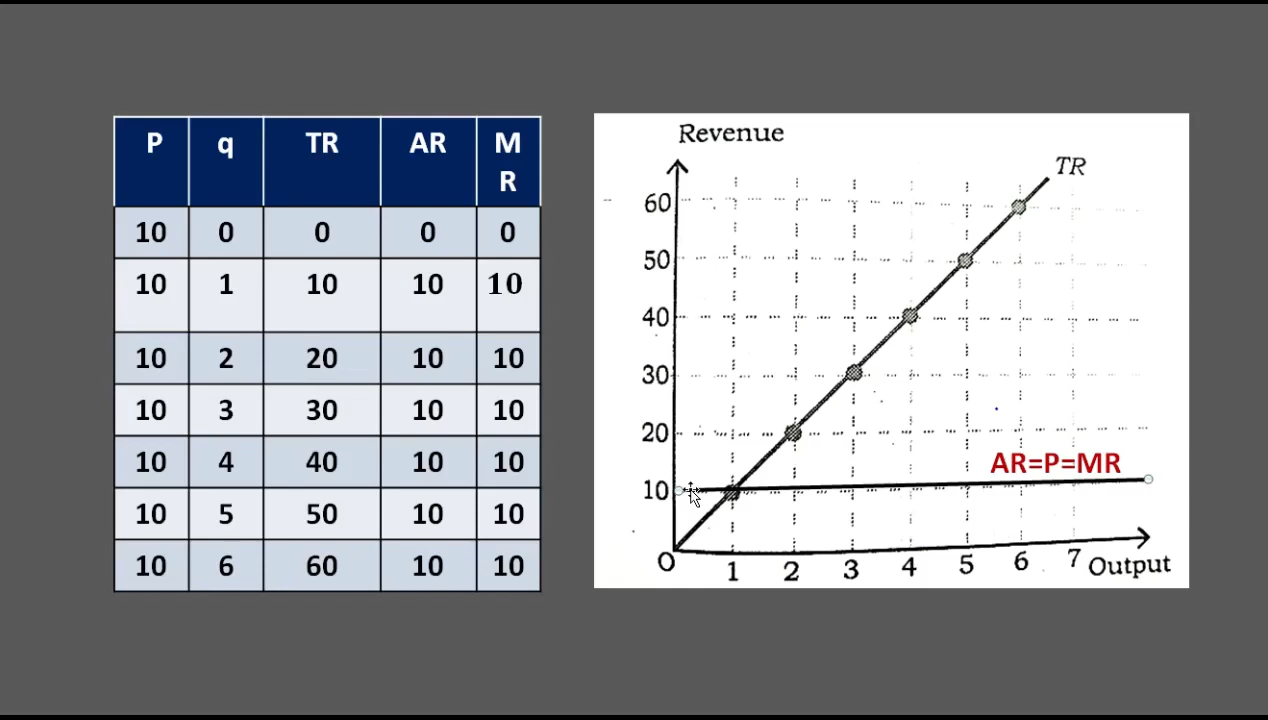 P q TR AR M
R
10 0 0 0 0
10 1 10 10 10
10 2 20 10 10
10 3 30 10 10
10 4 40 10 10
10 5 50 10 10
10 6 60 10 10
Revenue
TR
60
50
40
30
20
AR=P=MR
10
O 1 2 3 4 5 6 7 Output